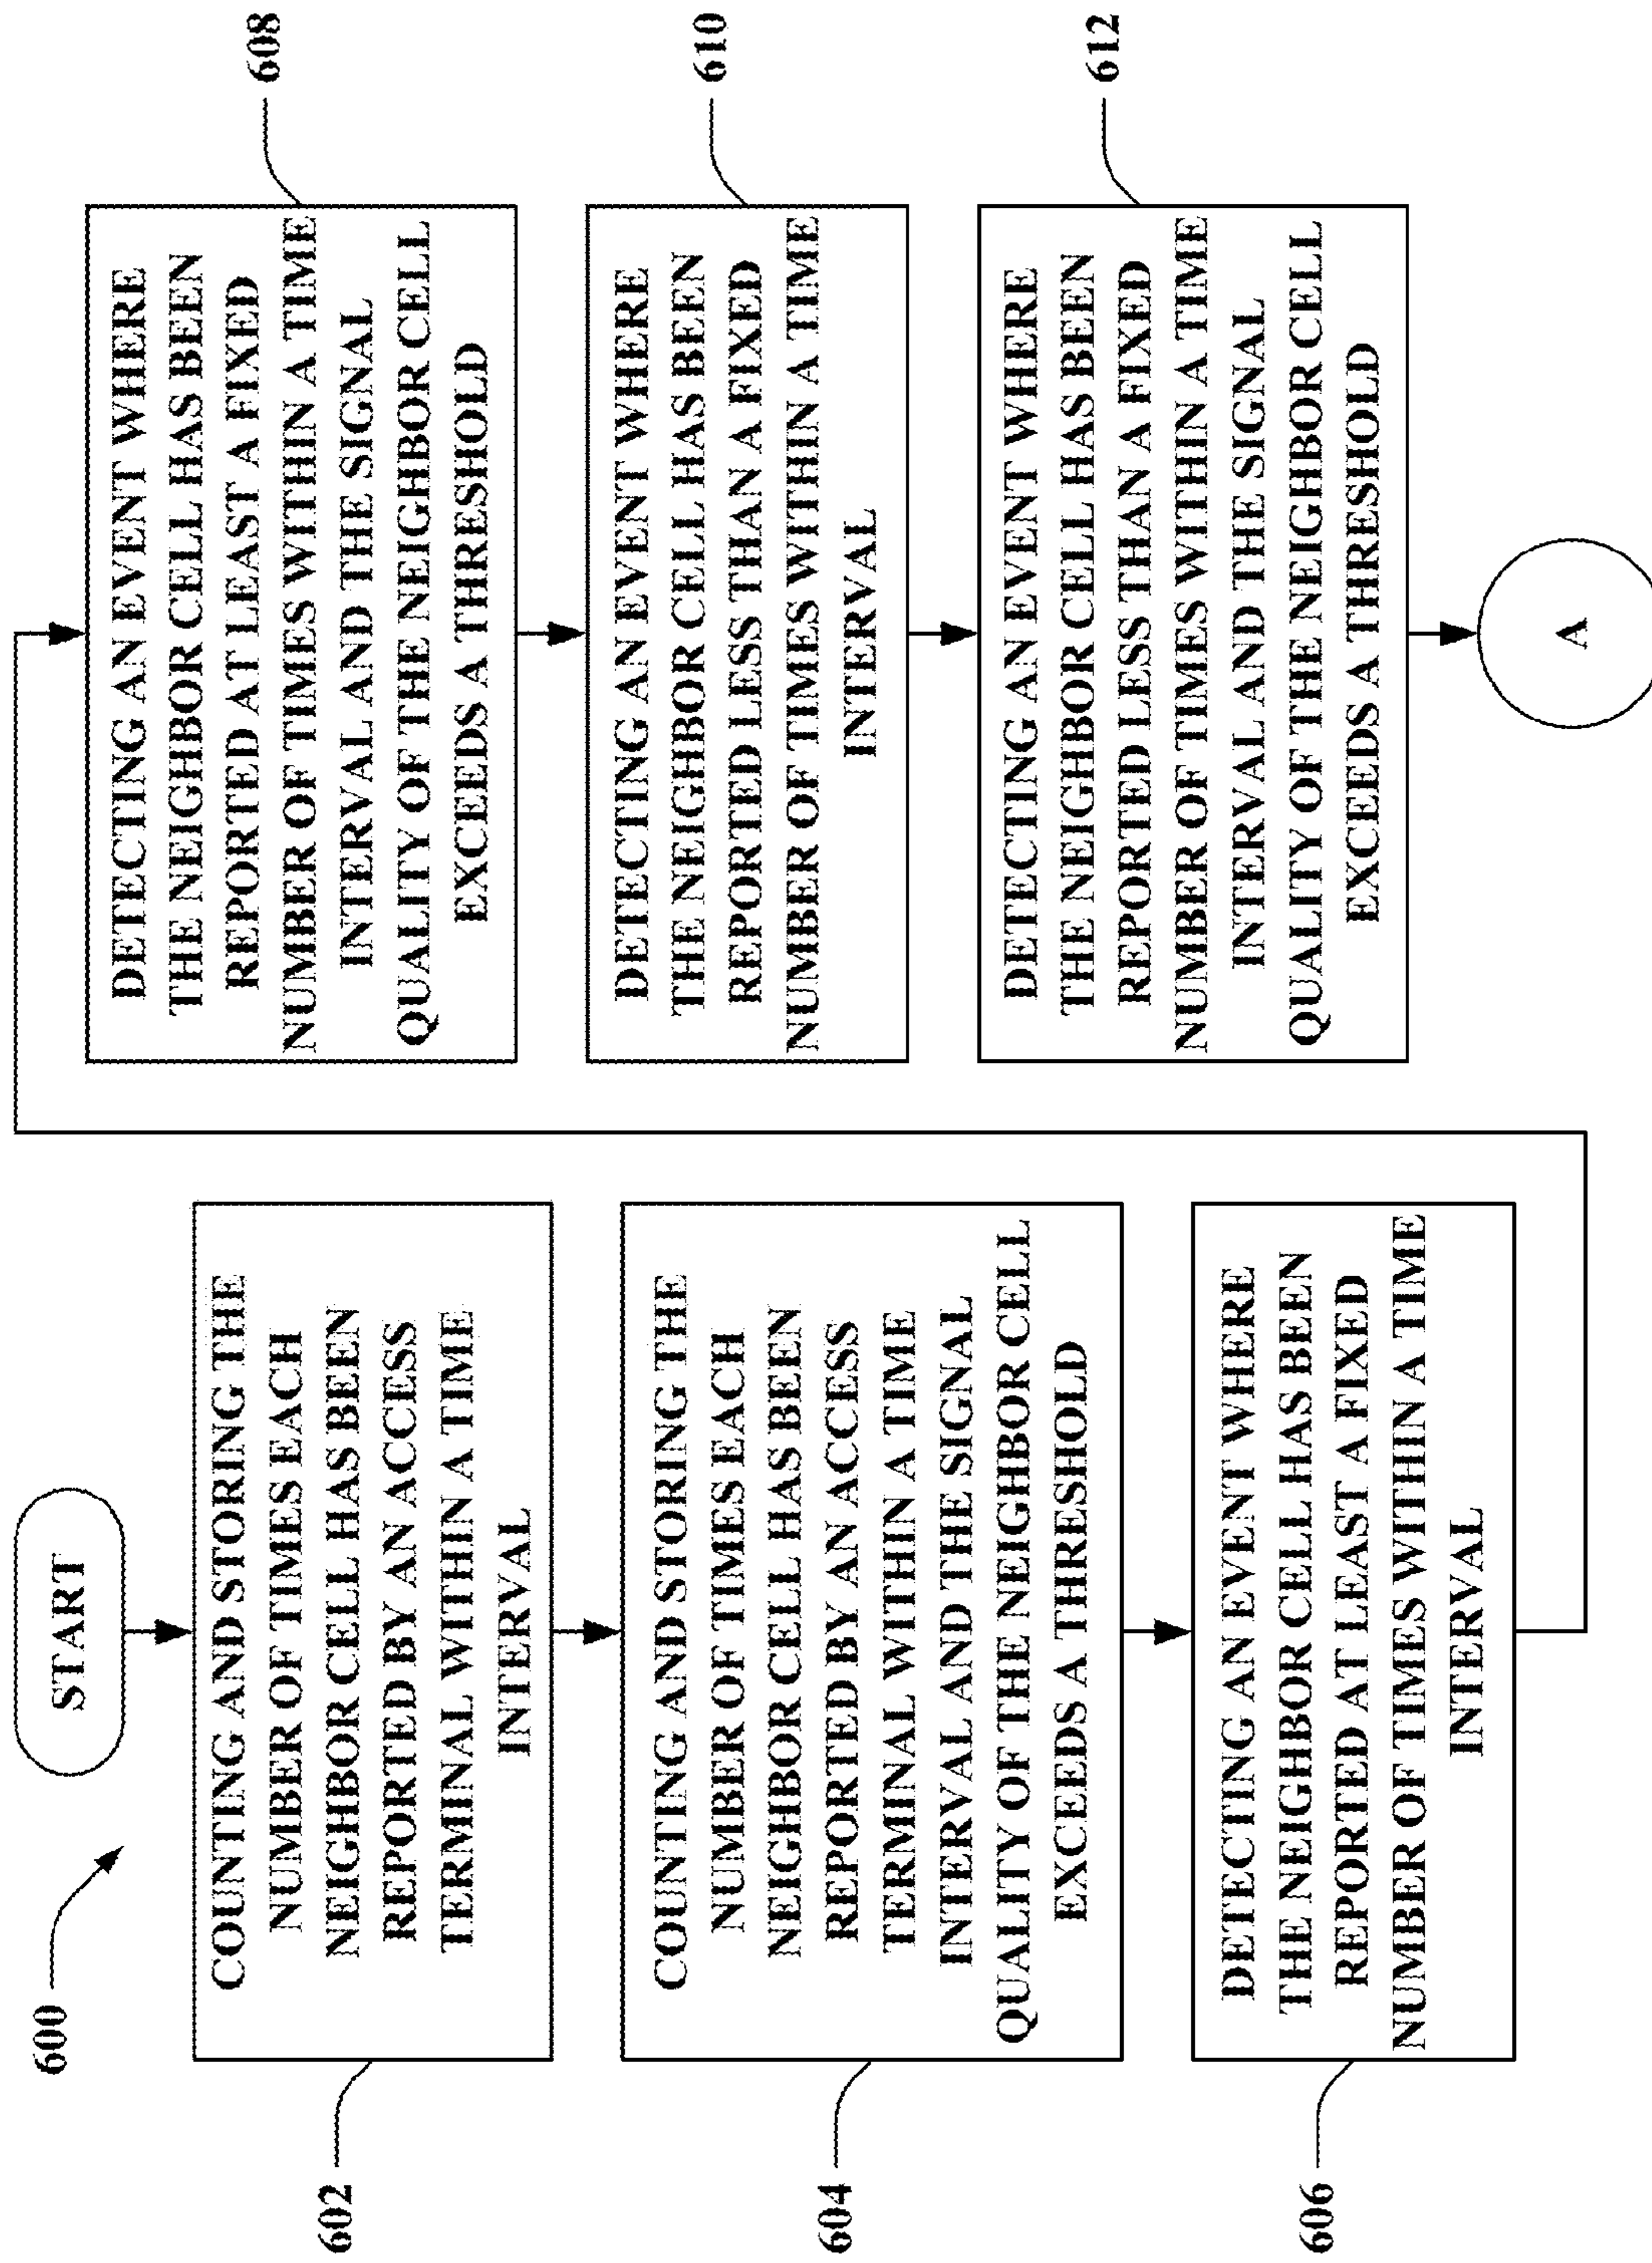 600
START
602
COUNTING AND STORING THE
NUMBER OF TIMES EACH
NEIGHBOR CELL HAS BEEN
REPORTED BY AN ACCESS
TERMINAL WITHIN A TIME
INTERVAL
604
COUNTING AND STORING THE
NUMBER OF TIMES EACH
NEIGHBOR CELL HAS BEEN
REPORTED BY AN ACCESS
TERMINAL WITHIN A TIME
INTERVAL AND THE SIGNAL
QUALITY OF THE NEIGHBOR CELL
EXCEEDS A THRESHOLD
606
DETECTING AN EVENT WHERE
THE NEIGHBOR CELL HAS BEEN
REPORTED AT LEAST A FIXED
NUMBER OF TIMES WITHIN A TIME
INTERVAL
608
DETECTING AN EVENT WHERE
THE NEIGHBOR CELL HAS BEEN
REPORTED AT LEAST A FIXED
NUMBER OF TIMES WITHIN A TIME
INTERVAL AND THE SIGNAL
QUALITY OF THE NEIGHBOR CELL
EXCEEDS A THRESHOLD
610
DETECTING AN EVENT WHERE
THE NEIGHBOR CELL HAS BEEN
REPORTED LESS THAN A FIXED
NUMBER OF TIMES WITHIN A TIME
INTERVAL
612
DETECTING AN EVENT WHERE
THE NEIGHBOR CELL HAS BEEN
REPORTED LESS THAN A FIXED
NUMBER OF TIMES WITHIN A TIME
INTERVAL AND THE SIGNAL
QUALITY OF THE NEIGHBOR CELL
EXCEEDS A THRESHOLD
A